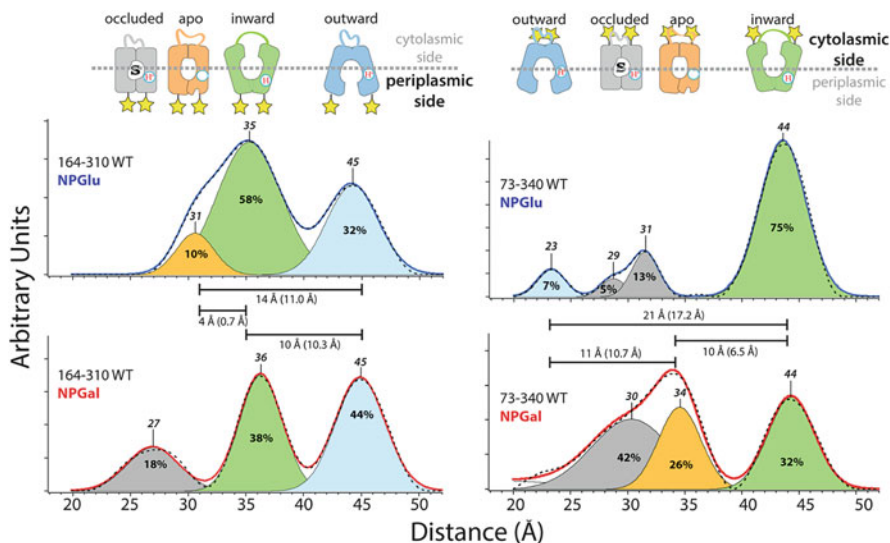 occluded apo inward outward
S H+ H H+
cytolasmic
side
periplasmic
side
outward occluded apo inward
H+ S H+ H
cytolasmic
side
periplasmic
side
Arbitrary Units
164-310 WT
NPGlu
31
35
45
10%
58%
32%
14 Å (11.0 Å)
4 Å (0.7 Å)
10 Å (10.3 Å)
164-310 WT
NPGal
27
36
45
18%
38%
44%
20 25 30 35 40 45 50
73-340 WT
NPGlu
23
29
31
44
7%
5%
13%
75%
21 Å (17.2 Å)
11 Å (10.7 Å)
10 Å (6.5 Å)
73-340 WT
NPGal
30
34
44
42%
26%
32%
20 25 30 35 40 45 50
Distance (Å)